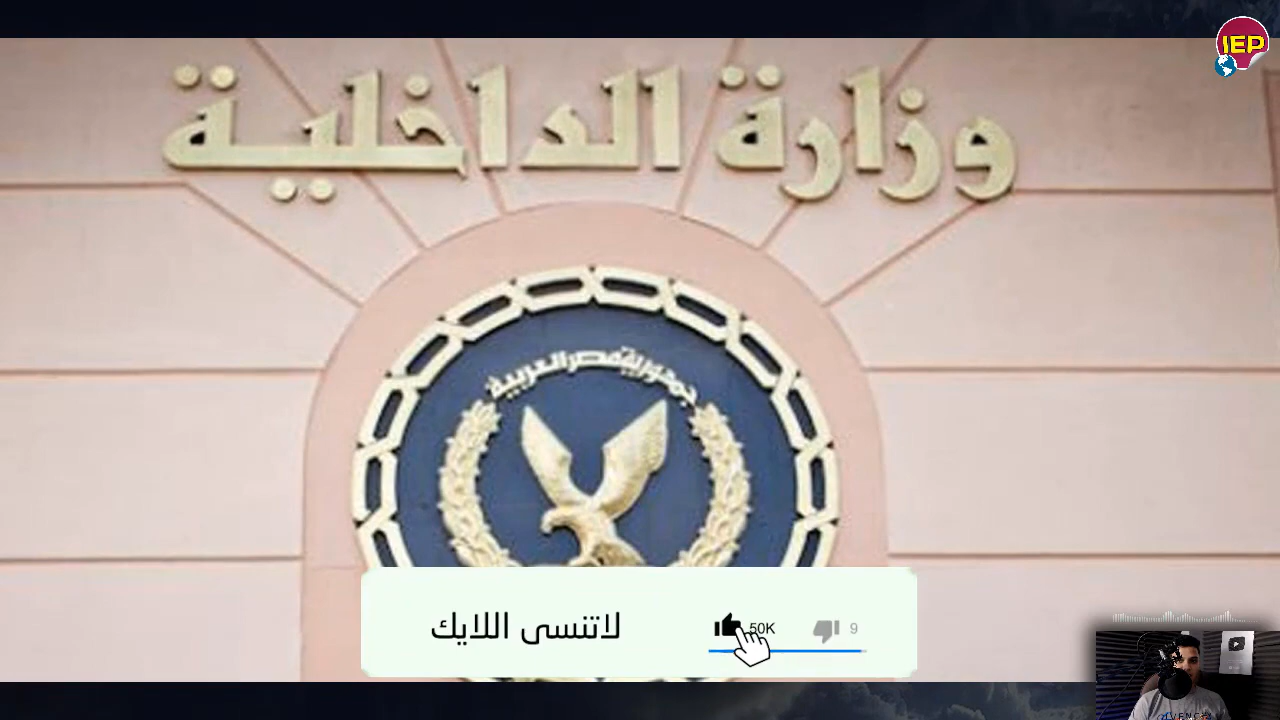 IEP
وزارة الداخلية
جمهورية مصر العربية
لاتنسى اللايك
50K
9